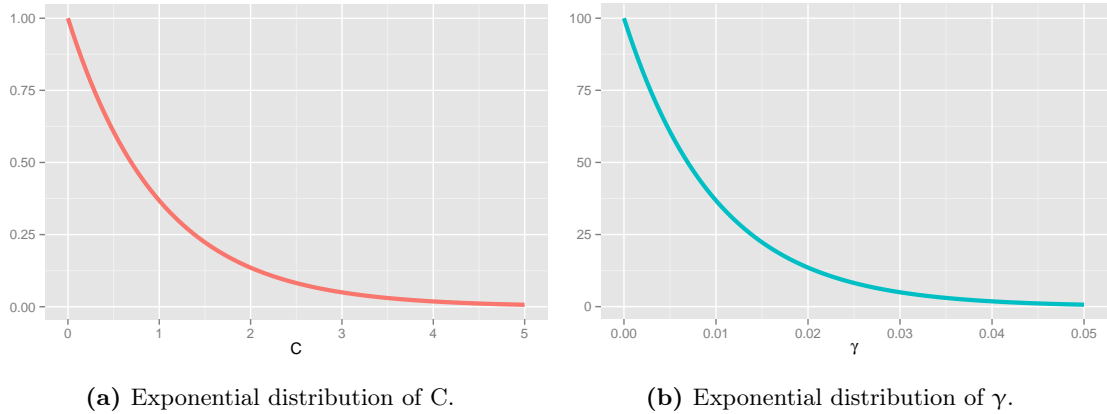 1.00
0.75
0.50
0.25
0.00
0 1 2 3 4 5
C
100
75
50
25
0
0.00 0.01 0.02 0.03 0.04 0.05
γ
(a) Exponential distribution of C.
(b) Exponential distribution of γ.